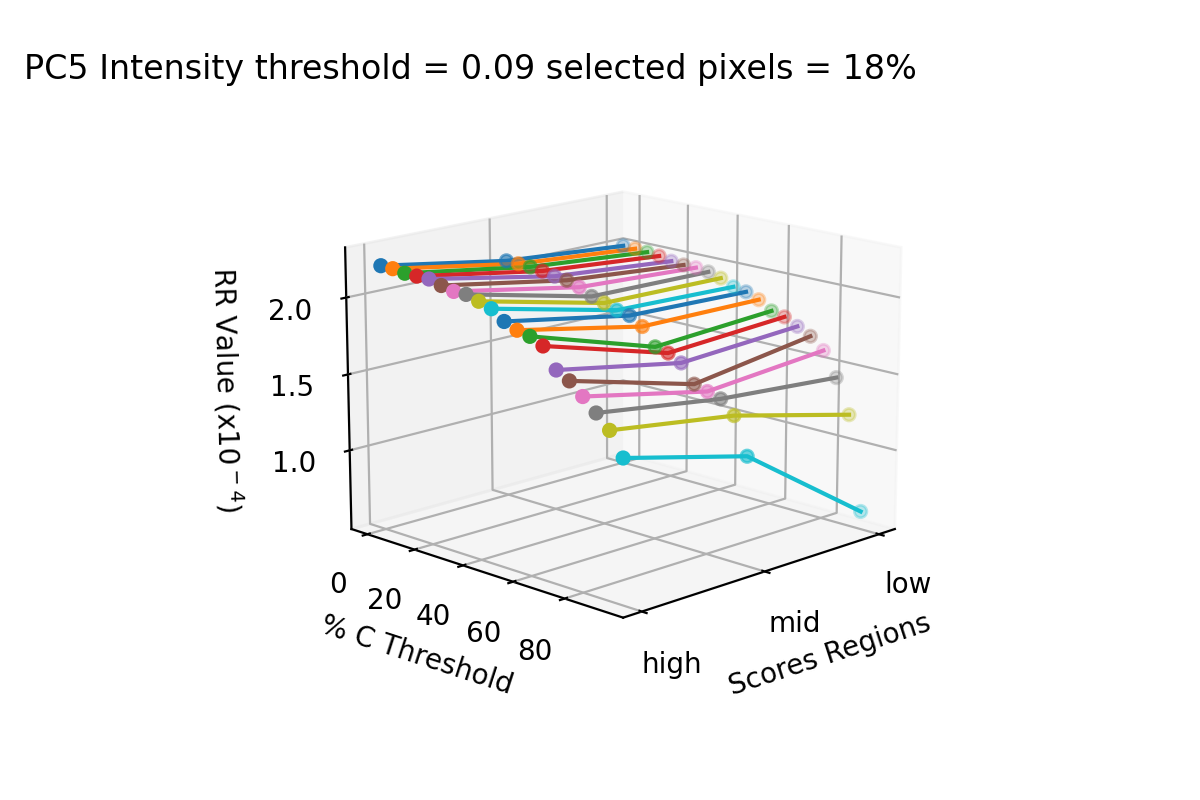 PC5 Intensity threshold = 0.09 selected pixels = 18%
RR Value (x10⁻⁴)
2.0
1.5
1.0
0
20
40
60
80
% C Threshold
high
mid
low
Scores Regions